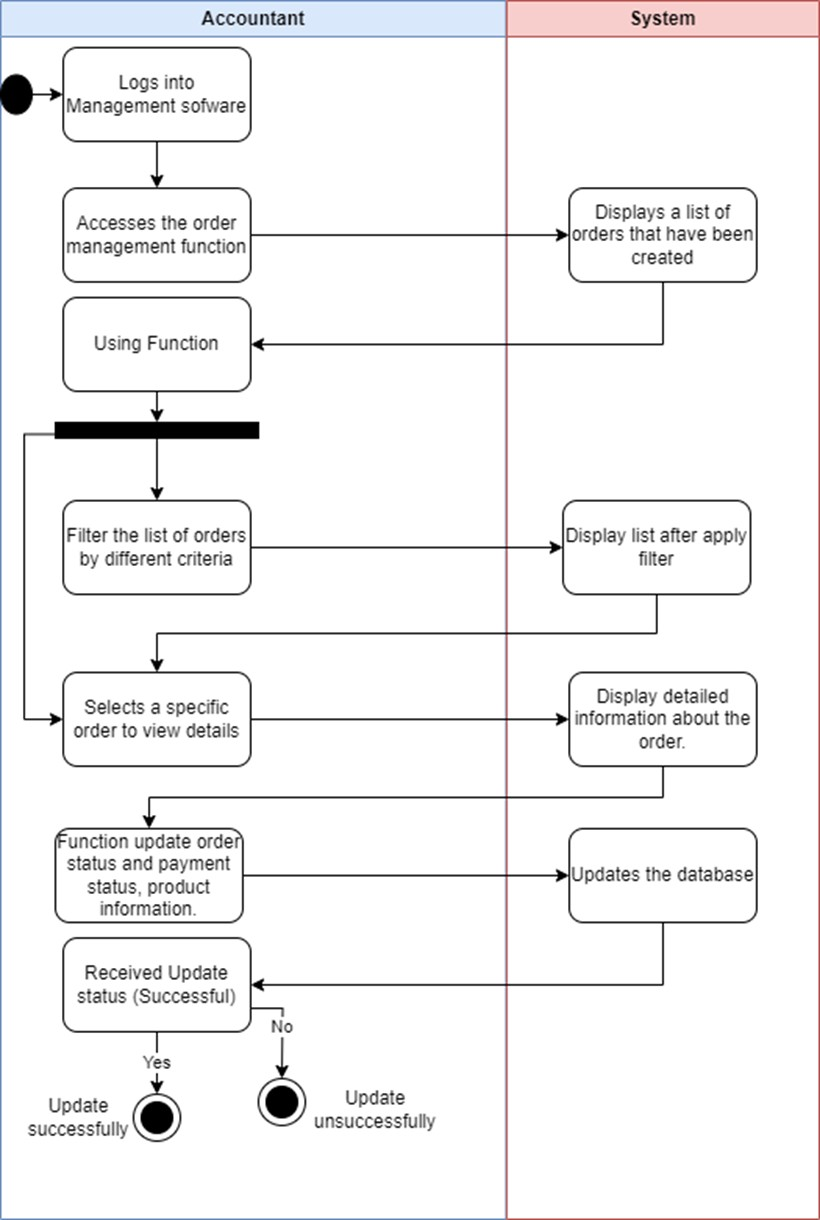 Accountant
System
Logs into
Management sofware
Accesses the order
management function
Displays a list of
orders that have been
created
Using Function
Filter the list of orders
by different criteria
Display list after apply
filter
Selects a specific
order to view details
Display detailed
information about the
order.
Function update order
status and payment
status, product
information.
Updates the database
Received Update
status (Successful)
No
Yes
Update
successfully
Update
unsuccessfully